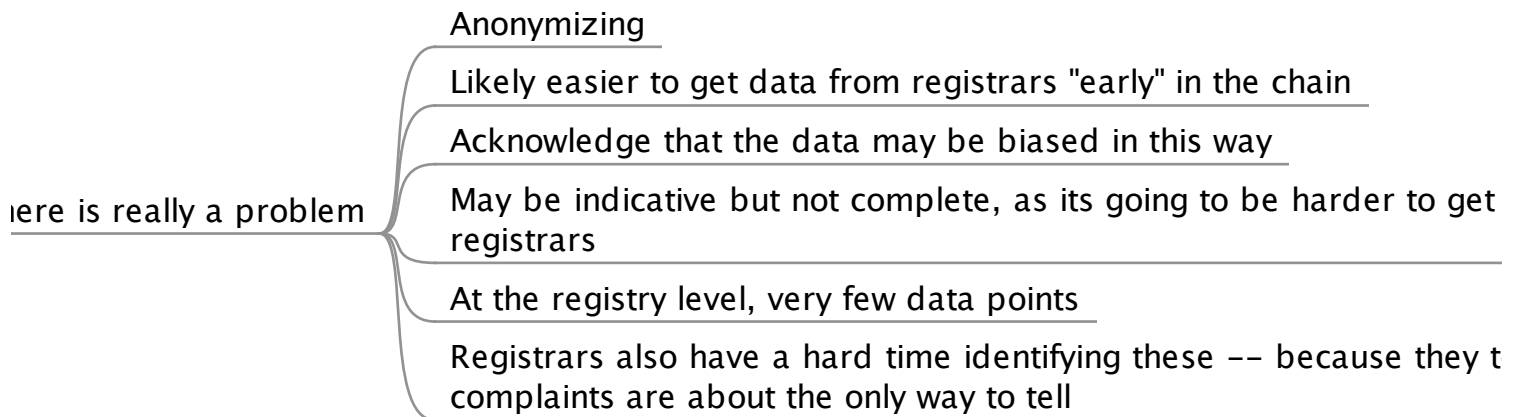 Anonymizing
Likely easier to get data from registrars "early" in the chain
Acknowledge that the data may be biased in this way
is really a problem
May be indicative but not complete, as its going to be harder to get
registrars
At the registry level, very few data points
Registrars also have a hard time identifying these -- because they
complaints are about the only way to tell